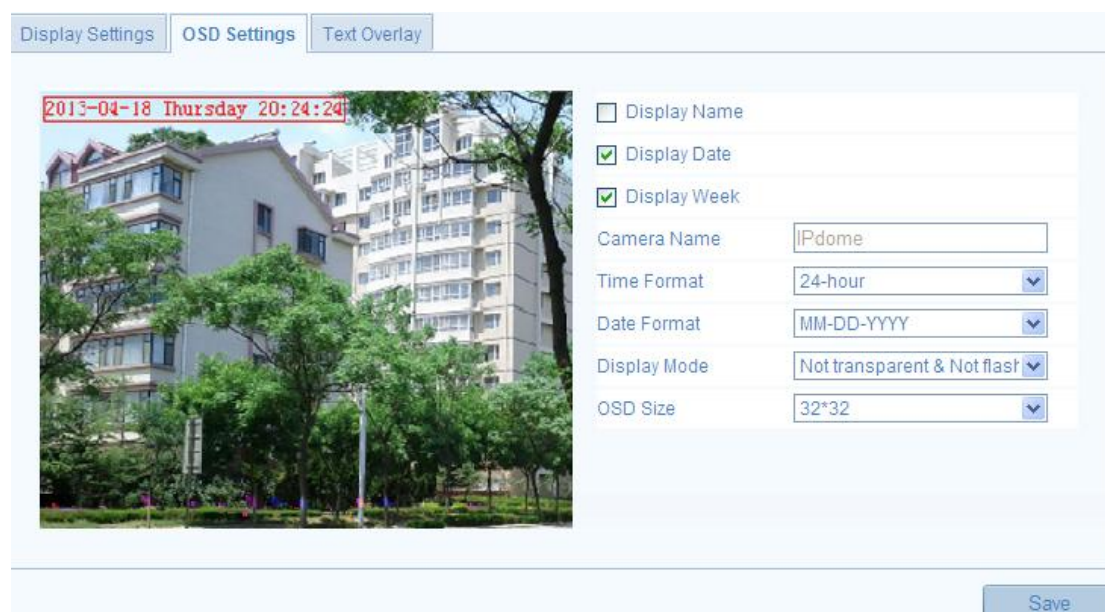 Display Settings OSD Settings Text Overlay
2013-04-18 Thursday 20:24:24
Display Name
Display Date
Display Week
Camera Name IPdome
Time Format 24-hour
Date Format MM-DD-YYYY
Display Mode Not transparent & Not flash
OSD Size 32*32
Save